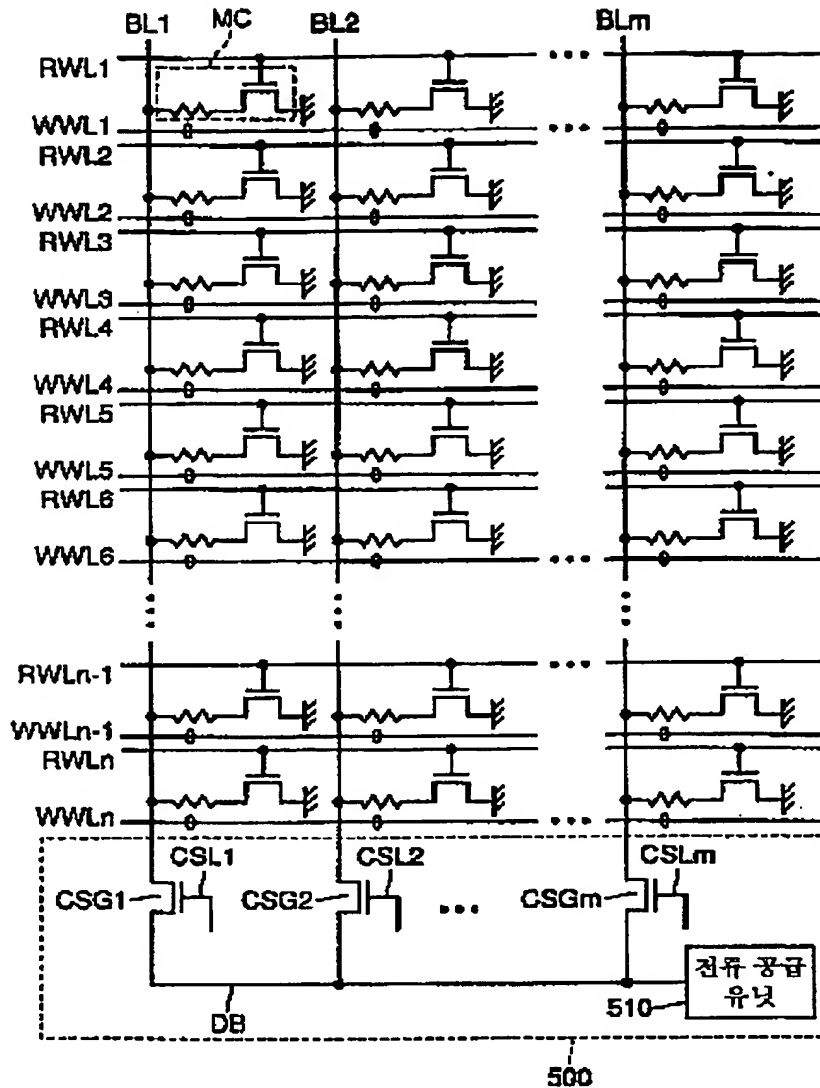 BL1 MC BL2 BLm
RWL1
WWL1
RWL2
WWL2
RWL3
WWL3
RWL4
WWL4
RWL5
WWL5
RWL6
WWL6
RWLn-1
WWLn-1
RWLn
WWLn
CSL1 CSL2 CSLm
CSG1 CSG2 CSGm
전류 공급
유닛
510
DB
500